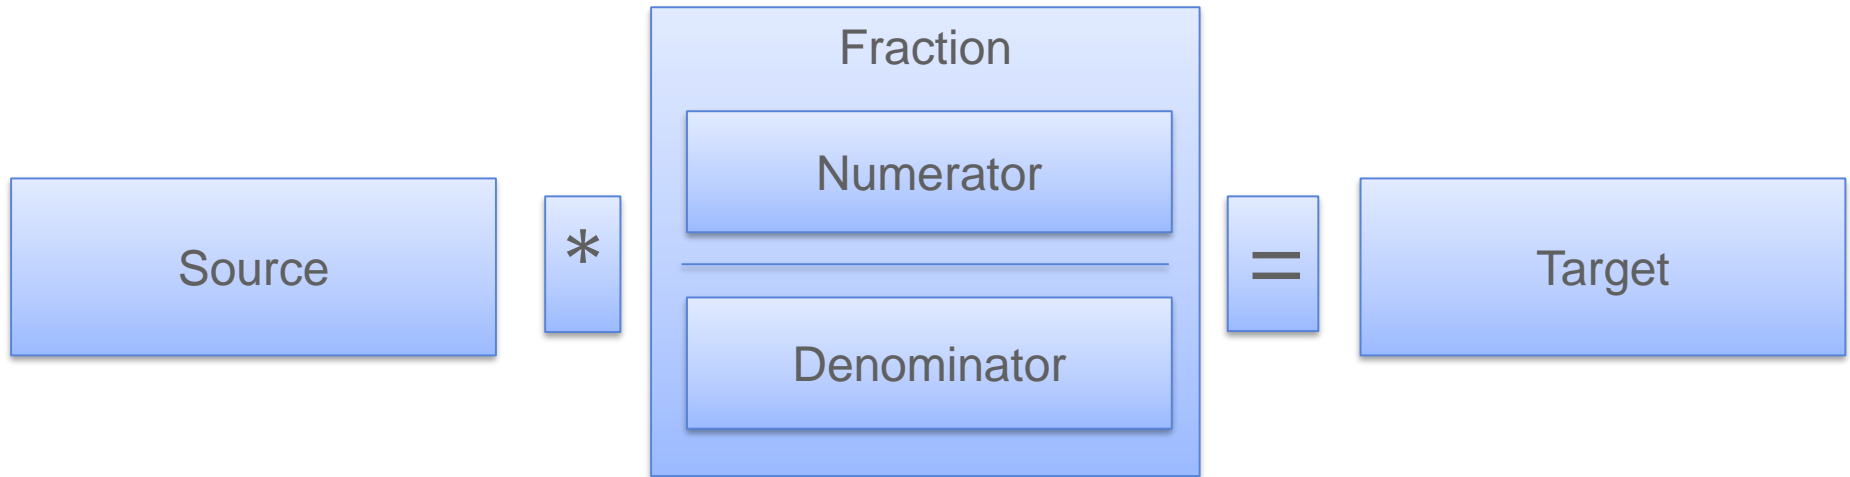 Fraction
Numerator
Source
*
=
Target
Denominator